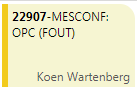 22907-MESCONF:
OPC (FOUT)
Koen Wartenberg